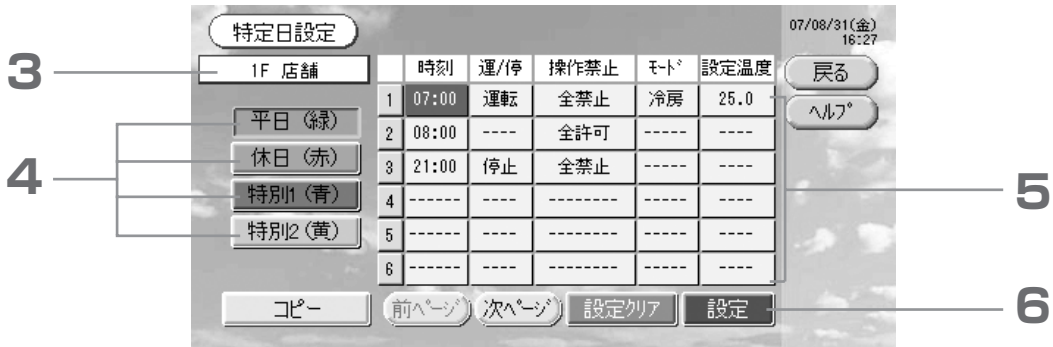 特定日設定
07/08/31(金)
16:27
3
1F 店舗
時刻 運/停 操作禁止 ﾓｰﾄﾞ 設定温度
戻る
1 07:00 運転 全禁止 冷房 25.0
ﾍﾙﾌﾟ
平日 (緑)
2 08:00 ---- 全許可 ----- ----
4
休日 (赤)
3 21:00 停止 全禁止 ----- ----
5
特別1 (青)
4 ------ ---- -------- ----- ----
特別2 (黄)
5 ------ ---- -------- ----- ----
6 ------ ---- -------- ----- ----
コピー
前ﾍﾟｰｼﾞ
次ﾍﾟｰｼﾞ
設定ｸﾘｱ
設定
6